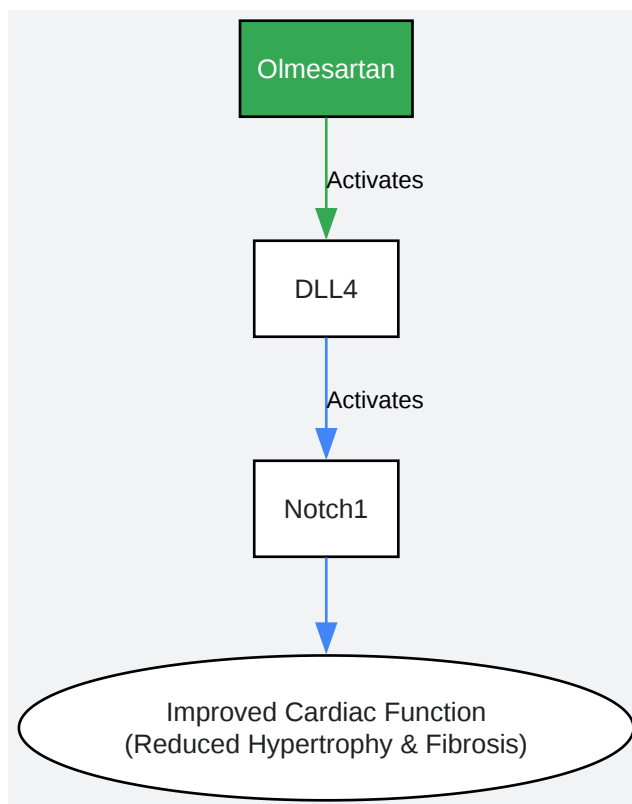 Olmesartan
Activates
DLL4
Activates
Notch1
Improved Cardiac Function
(Reduced Hypertrophy & Fibrosis)